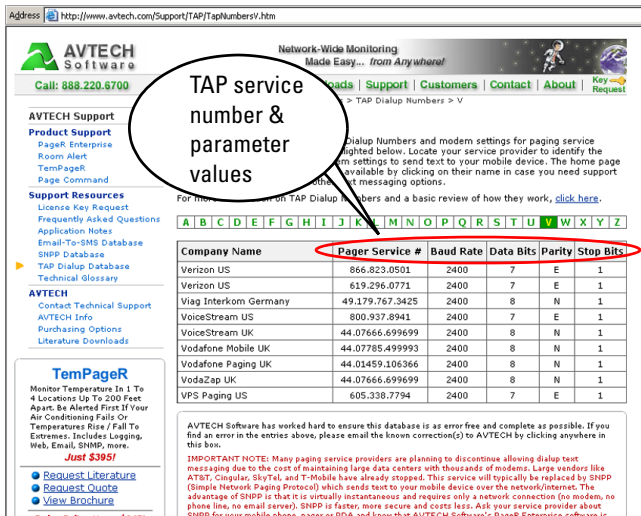 Address http://www.avtech.com/Support/TAP/TapNumbersV.htm
AVTECH
Software
Network-Wide Monitoring
Made Easy... from Anywhere!
Call: 888.220.6700
oads | Support | Customers | Contact | About | Key Request
> TAP Dialup Numbers > V
TAP service
number &
parameter
values
AVTECH Support
Product Support
PageR Enterprise
Room Alert
TemPageR
Page Command
Support Resources
License Key Request
Frequently Asked Questions
Application Notes
Email-To-SMS Database
SNPP Database
TAP Dialup Database
Technical Glossary
AVTECH
Contact Technical Support
AVTECH Info
Purchasing Options
Literature Downloads
TemPageR
Monitor Temperature In 1 To
4 Locations Up To 200 Feet
Apart. Be Alerted First If Your
Air Conditioning Fails Or
Temperatures Rise / Fall To
Extremes. Includes Logging,
Web, Email, SNMP, more.
Just $395!
Request Literature
Request Quote
View Brochure
Dialup Numbers and modem settings for paging service
lighted below. Locate your service provider to identify the
em settings to send text to your mobile device. The home page
available by clicking on their name in case you need support
other text messaging options.
For more on TAP Dialup Numbers and a basic review of how they work, click here.
A B C D E F G H I J K L M N O P Q R S T U V W X Y Z
Company Name Pager Service # Baud Rate Data Bits Parity Stop Bits
Verizon US 866.823.0501 2400 7 E 1
Verizon US 619.296.0771 2400 7 E 1
Viag Interkom Germany 49.179.767.3425 2400 8 N 1
VoiceStream US 800.937.8941 2400 7 E 1
VoiceStream UK 44.07666.699699 2400 8 N 1
Vodafone Mobile UK 44.07785.499993 2400 8 N 1
Vodafone Paging UK 44.01459.106366 2400 8 N 1
VodaZap UK 44.07666.699699 2400 8 N 1
VPS Paging US 605.338.7794 2400 7 E 1
AVTECH Software has worked hard to ensure this database is as error free and complete as possible. If you
find an error in the entries above, please email the known correction(s) to AVTECH by clicking anywhere in
this box.
IMPORTANT NOTE: Many paging service providers are planning to discontinue allowing dialup text
messaging due to the cost of maintaining large data centers with thousands of modems. Large vendors like
AT&T, Cingular, SkyTel, and T-Mobile have already stopped. This service will typically be replaced by SNPP
(Simple Network Paging Protocol) which sends text to your mobile device over the network/internet. The
advantage of SNPP is that it is virtually instantaneous and requires only a network connection (no modem, no
phone line, no email server). SNPP is faster, more secure and costs less. Ask your service provider about
SNPP for your mobile phone, pager or PDA and know that AVTECH Software's PageR Enterprise software is